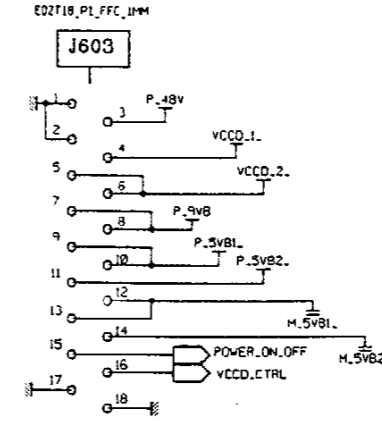 E02T18_P1_FFC_1MM
J603
1
3
P_48V
2
4
VCCD_1_
5
6
VCCD_2_
7
8
P_9VB
9
10
P_5VB1_
11
P_5VB2_
12
13
M_5VB1_
14
M_5VB2
15
POWER_ON_OFF
16
VCCD_CTRL
17
18